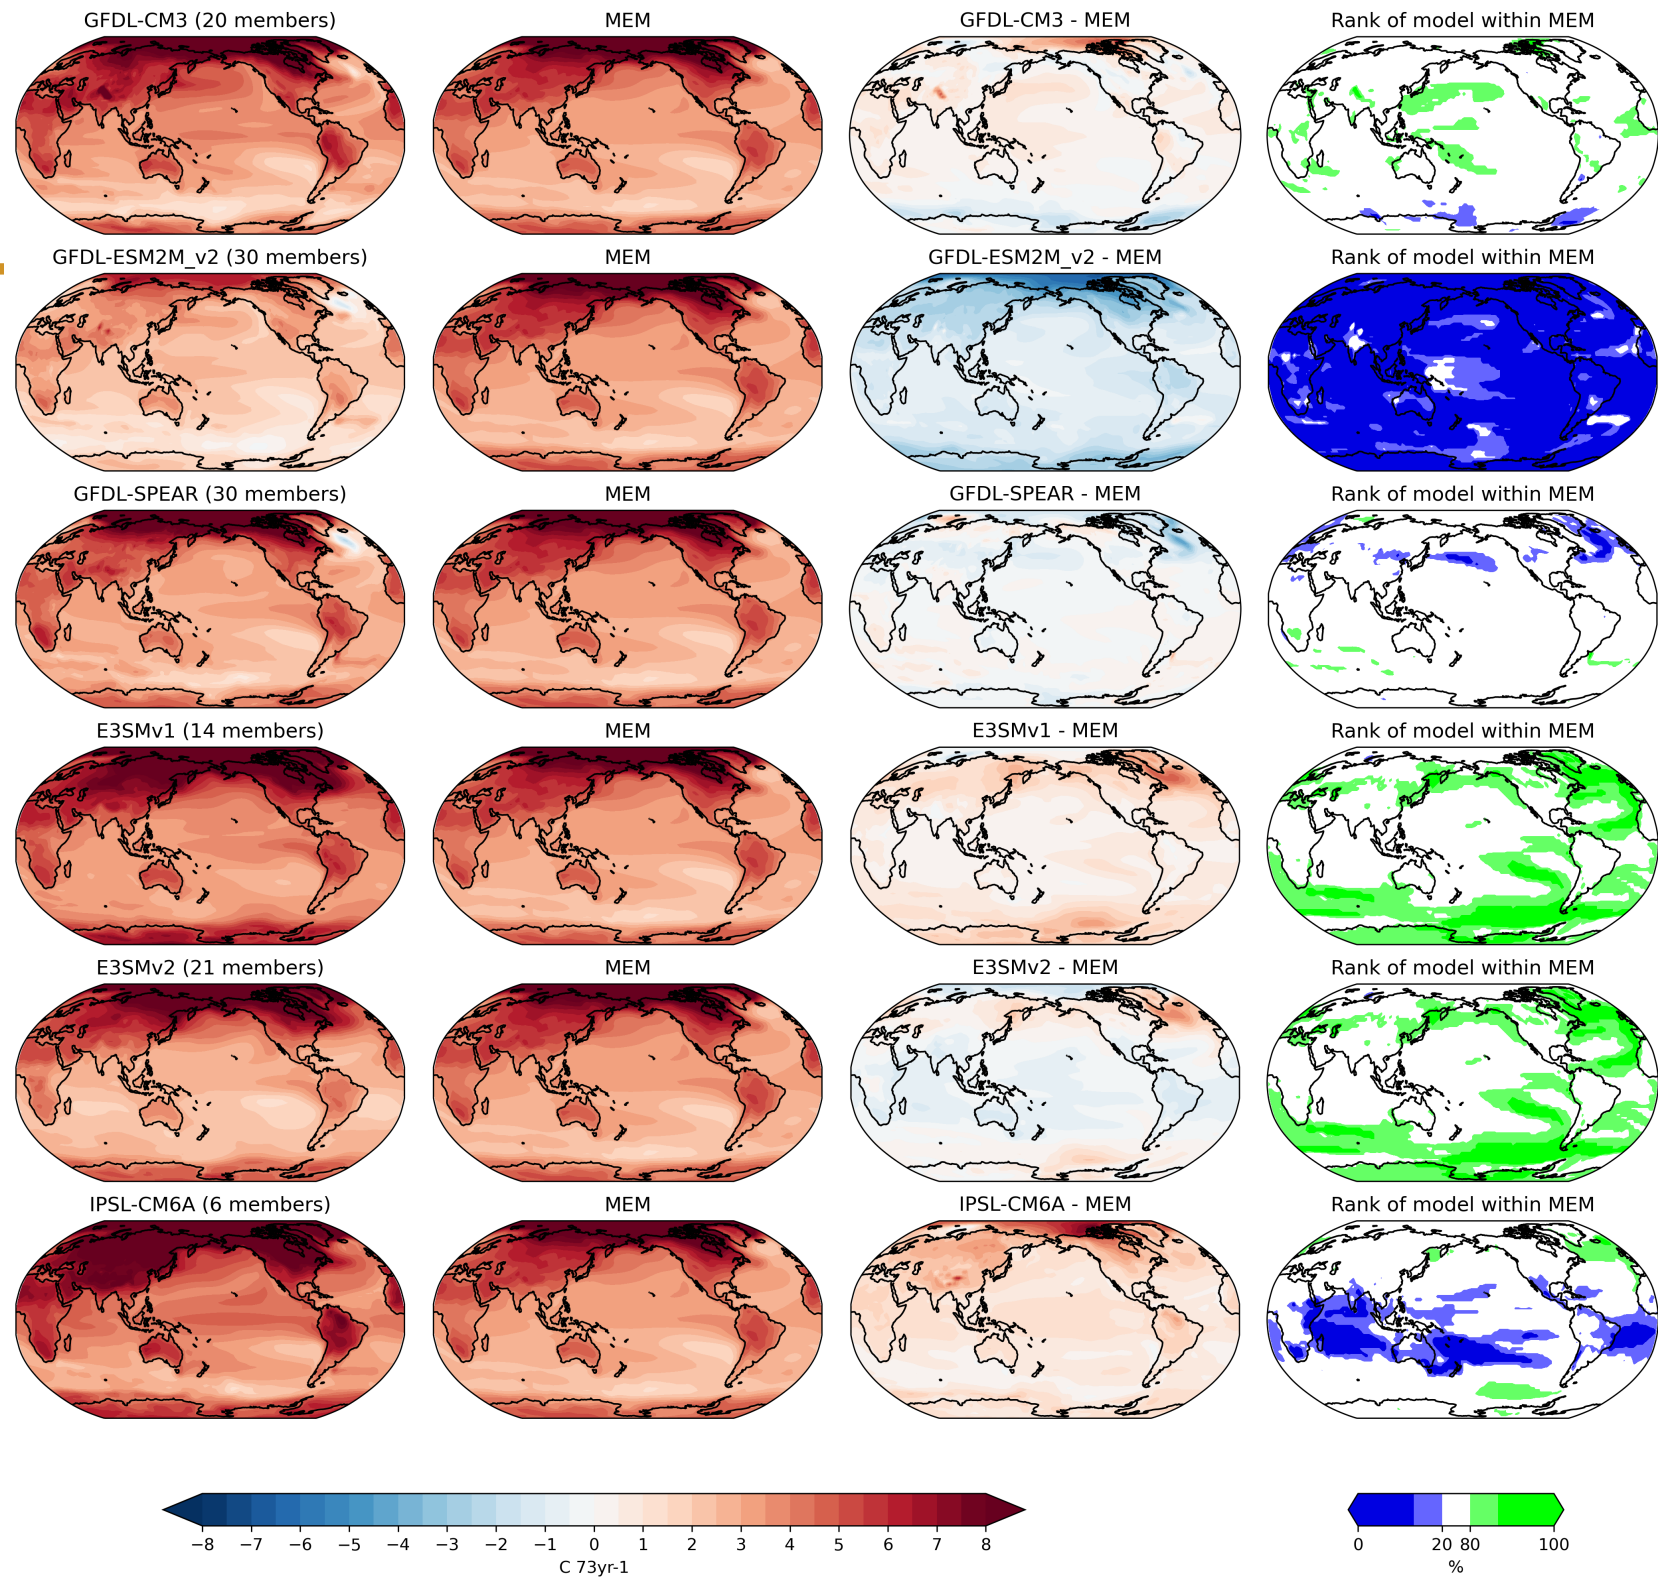 GFDL-CM3 (20 members) MEM GFDL-CM3 - MEM Rank of model within MEM
GFDL-ESM2M_v2 (30 members) MEM GFDL-ESM2M_v2 - MEM Rank of model within MEM
GFDL-SPEAR (30 members) MEM GFDL-SPEAR - MEM Rank of model within MEM
E3SMv1 (14 members) MEM E3SMv1 - MEM Rank of model within MEM
E3SMv2 (21 members) MEM E3SMv2 - MEM Rank of model within MEM
IPSL-CM6A (6 members) MEM IPSL-CM6A - MEM Rank of model within MEM
−8 −7 −6 −5 −4 −3 −2 −1 0 1 2 3 4 5 6 7 8
C 73yr-1
0 20 80 100
%